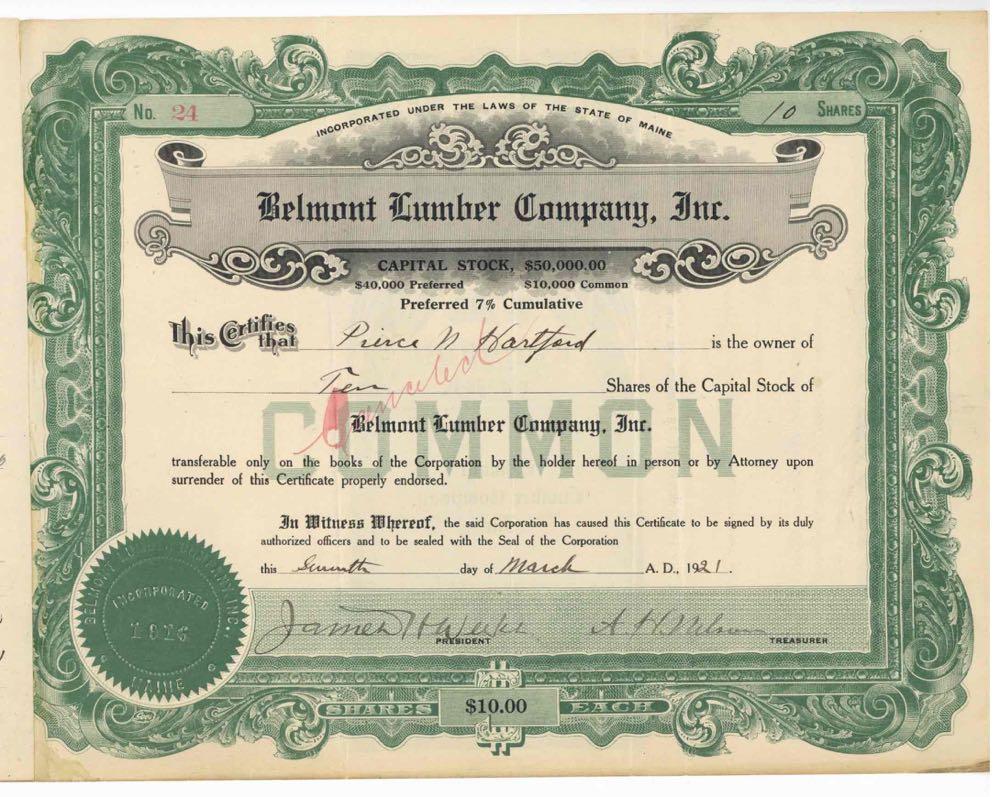 No. 24
10 SHARES
INCORPORATED UNDER THE LAWS OF THE STATE OF MAINE
Belmont Lumber Company, Inc.
CAPITAL STOCK, $50,000.00
$40,000 Preferred $10,000 Common
Preferred 7% Cumulative
This Certifies that Pierce N Hartford is the owner of
Ten Shares of the Capital Stock of
Cancelled
COMMON
Belmont Lumber Company, Inc.
transferable only on the books of the Corporation by the holder hereof in person or by Attorney upon
surrender of this Certificate properly endorsed.
In Witness Whereof, the said Corporation has caused this Certificate to be signed by its duly
authorized officers and to be sealed with the Seal of the Corporation
this Seventh day of March A. D., 1921.
BELMONT INC.
INCORPORATED
MAINE
James H
PRESIDENT
A H
TREASURER
SHARES $10.00 EACH